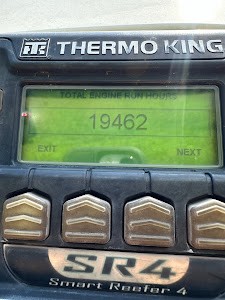 THERMO KING
TOTAL ENGINE RUN HOURS
19462
EXIT NEXT
SR4
Smart Reefer 4